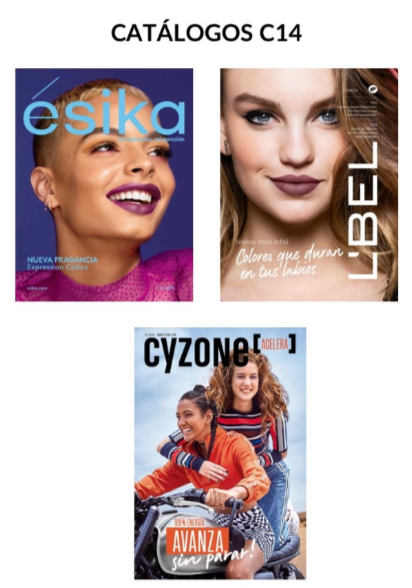 CATÁLOGOS C14
ésika
NUEVA FRAGANCIA
Expression Colors
L'BEL
Colores que duran
en tus labios
cyzone [ACELERA]
100% ENERGÍA
AVANZA
sin parar!